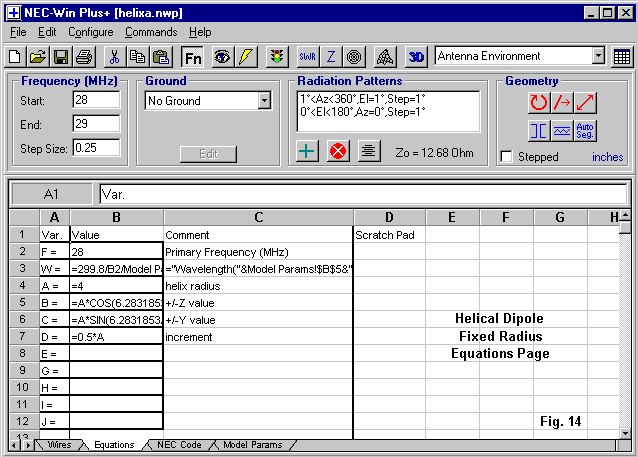 NEC-Win Plus+ [helixa.nwp]
File Edit Configure Commands Help
Fn SWR Z 3D Antenna Environment
Frequency (MHz)
Start: 28
End: 29
Step Size: 0.25
Ground
No Ground
Edit
Radiation Patterns
1°<Az<360°,El=1°,Step=1°
0°<El<180°,Az=0°,Step=1°
Zo = 12.68 Ohm
Geometry
Auto Seg.
Stepped inches
A1 Var.
A B C D E F G H
1 Var. Value Comment Scratch Pad
2 F = 28 Primary Frequency (MHz)
3 W = =299.8/B2/Model Pa ="Wavelength("&Model Params!$B$5&"
4 A = =4 helix radius
5 B = =A*COS(6.2831853 +/-Z value
6 C = =A*SIN(6.2831853 +/-Y value
7 D = =0.5*A increment
8 E =
9 G =
10 H =
11 I =
12 J =
13
Helical Dipole
Fixed Radius
Equations Page
Fig. 14
Wires Equations NEC Code Model Params